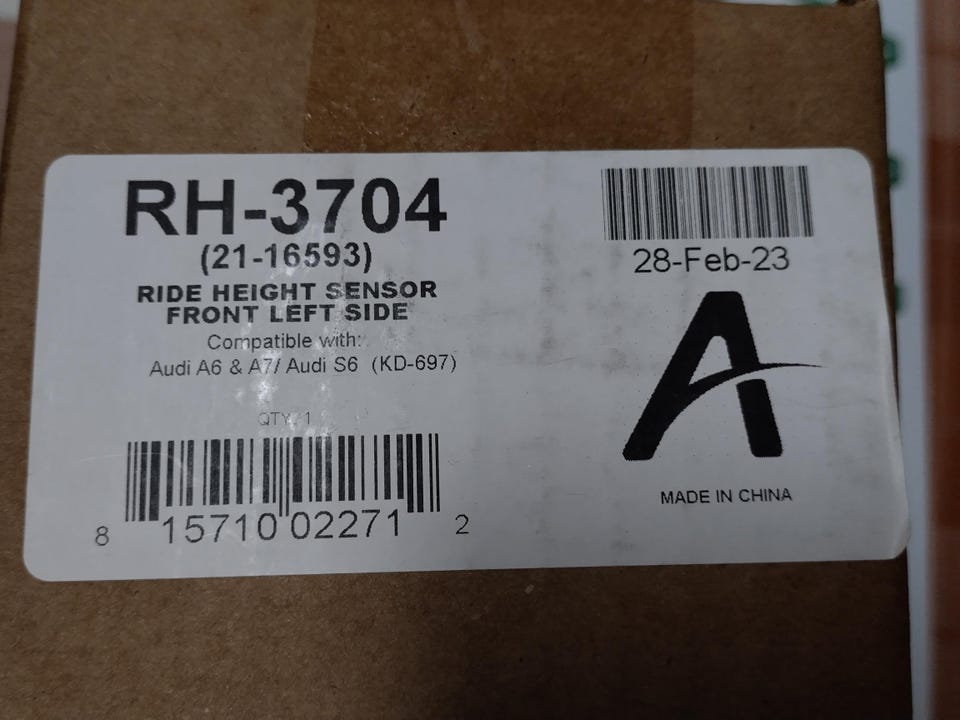 RH-3704
(21-16593)
RIDE HEIGHT SENSOR
FRONT LEFT SIDE
Compatible with:
Audi A6 & A7/ Audi S6 (KD-697)
QTY: 1
8 15710 02271 2
28-Feb-23
A
MADE IN CHINA